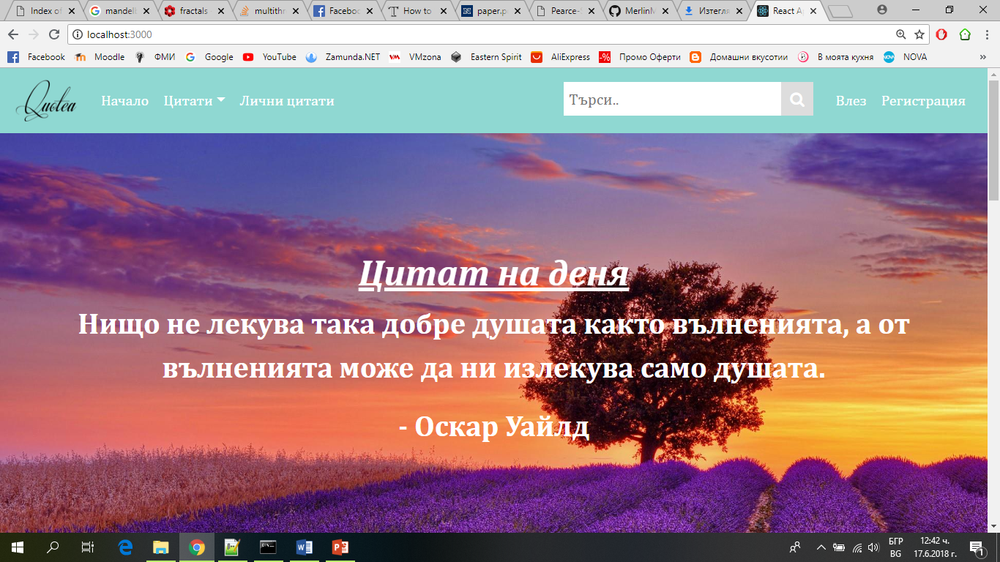 Index of
mandelb
fractals
multithr
Faceboo
How to
paper.p
Pearce-
MerlinM
Изтегля
React A
localhost:3000
Facebook
Moodle
ФМИ
Google
YouTube
Zamunda.NET
VMzona
Eastern Spirit
AliExpress
Промо Оферти
Домашни вкусотии
В моята кухня
NOVA
»
Quotea
Начало
Цитати
Лични цитати
Търси..
Влез
Регистрация
Цитат на деня
Нищо не лекува така добре душата както вълненията, а от
вълненията може да ни излекува само душата.
- Оскар Уайлд
БГР
BG
12:42 ч.
17.6.2018 г.
1